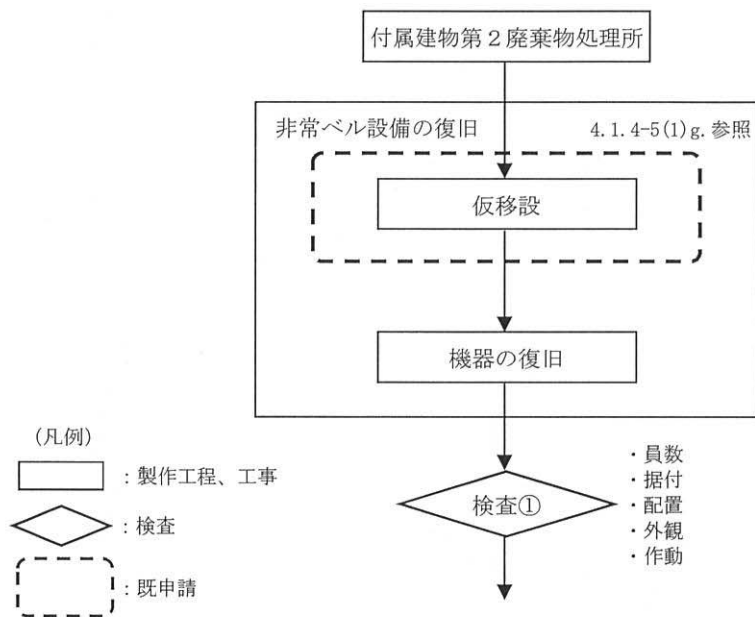 付属建物第2廃棄物処理所
非常ベル設備の復旧 4.1.4-5(1)g.参照
仮移設
機器の復旧
検査①
・員数
・据付
・配置
・外観
・作動
(凡例)
：製作工程、工事
：検査
：既申請